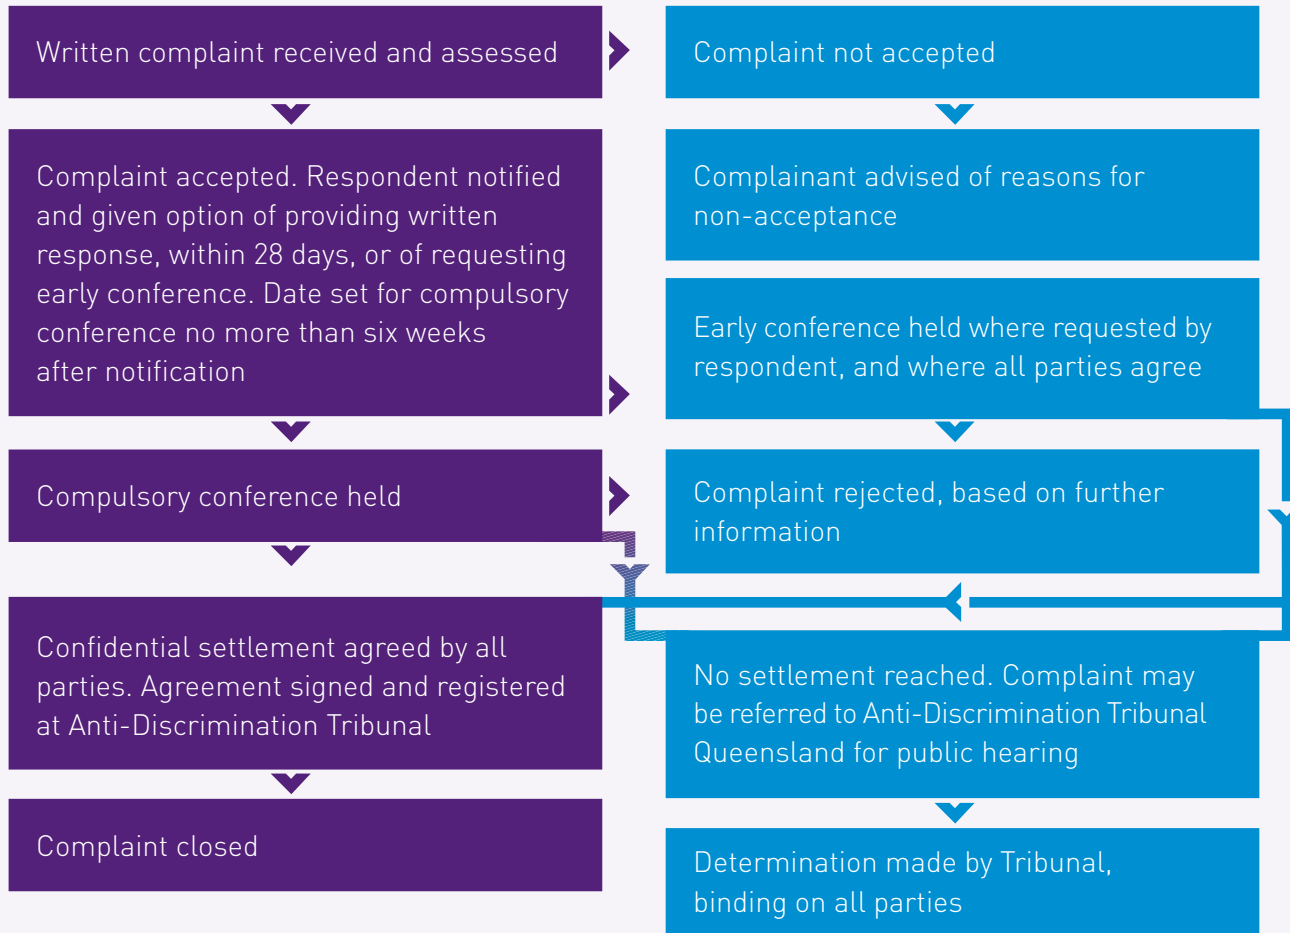 Written complaint received and assessed
Complaint not accepted
Complaint accepted. Respondent notified
and given option of providing written
response, within 28 days, or of requesting
early conference. Date set for compulsory
conference no more than six weeks
after notification
Complainant advised of reasons for
non-acceptance
Early conference held where requested by
respondent, and where all parties agree
Compulsory conference held
Complaint rejected, based on further
information
Confidential settlement agreed by all
parties. Agreement signed and registered
at Anti-Discrimination Tribunal
No settlement reached. Complaint may
be referred to Anti-Discrimination Tribunal
Queensland for public hearing
Complaint closed
Determination made by Tribunal,
binding on all parties